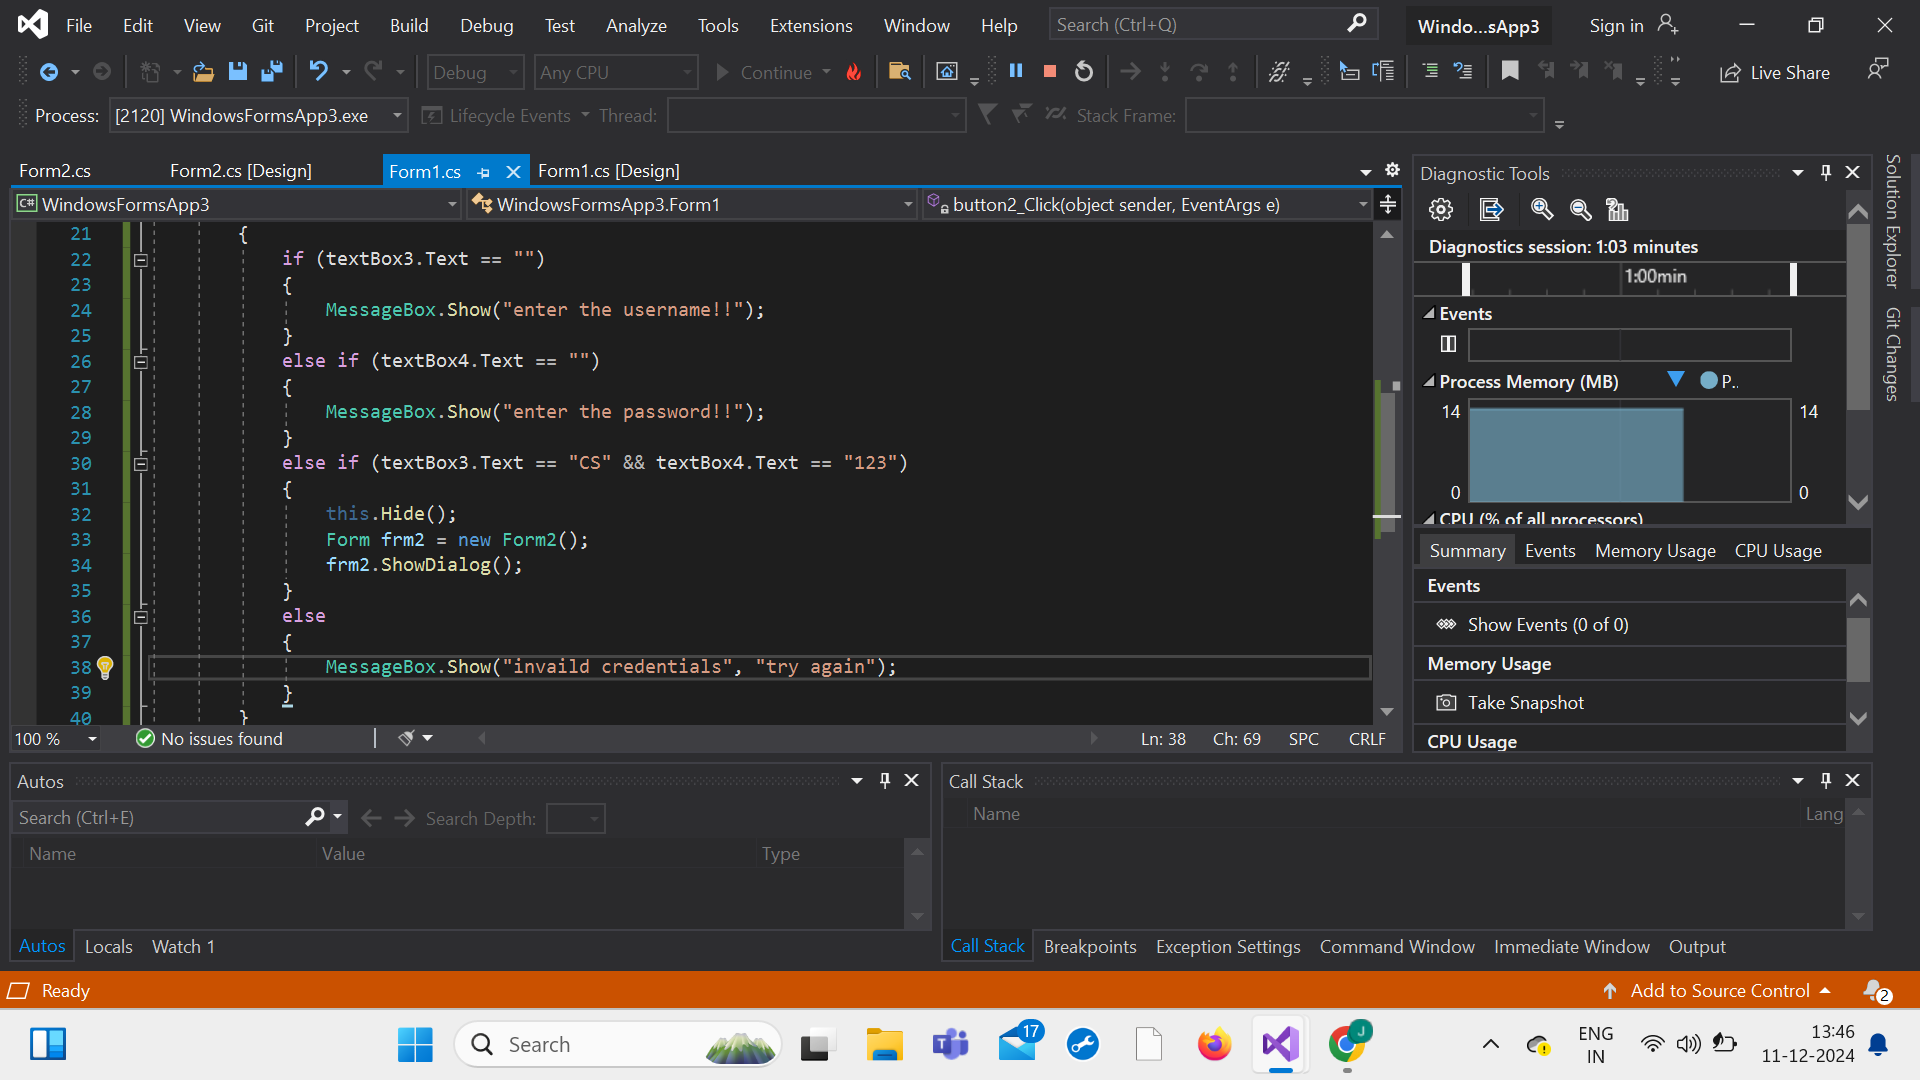 File Edit View Git Project Build Debug Test Analyze Tools Extensions Window Help Search (Ctrl+Q) Windo...sApp3 Sign in
Debug Any CPU Continue Live Share
Process: [2120] WindowsFormsApp3.exe Lifecycle Events Thread: Stack Frame:
Form2.cs Form2.cs [Design] Form1.cs Form1.cs [Design]
C# WindowsFormsApp3 WindowsFormsApp3.Form1 button2_Click(object sender, EventArgs e)
21 {
22 if (textBox3.Text == "")
23 {
24 MessageBox.Show("enter the username!!");
25 }
26 else if (textBox4.Text == "")
27 {
28 MessageBox.Show("enter the password!!");
29 }
30 else if (textBox3.Text == "CS" && textBox4.Text == "123")
31 {
32 this.Hide();
33 Form frm2 = new Form2();
34 frm2.ShowDialog();
35 }
36 else
37 {
38 MessageBox.Show("invaild credentials", "try again");
39 }
40 }
100 % No issues found Ln: 38 Ch: 69 SPC CRLF
Diagnostic Tools
Diagnostics session: 1:03 minutes
1:00min
Events
Process Memory (MB) P..
14 14
0 0
CPU (% of all processors)
Summary Events Memory Usage CPU Usage
Events
Show Events (0 of 0)
Memory Usage
Take Snapshot
CPU Usage
Solution Explorer
Git Changes
Autos
Search (Ctrl+E) Search Depth:
Name Value Type
Autos Locals Watch 1
Call Stack
Name Lang
Call Stack Breakpoints Exception Settings Command Window Immediate Window Output
Ready Add to Source Control 2
Search 17 J ENG
IN
13:46
11-12-2024